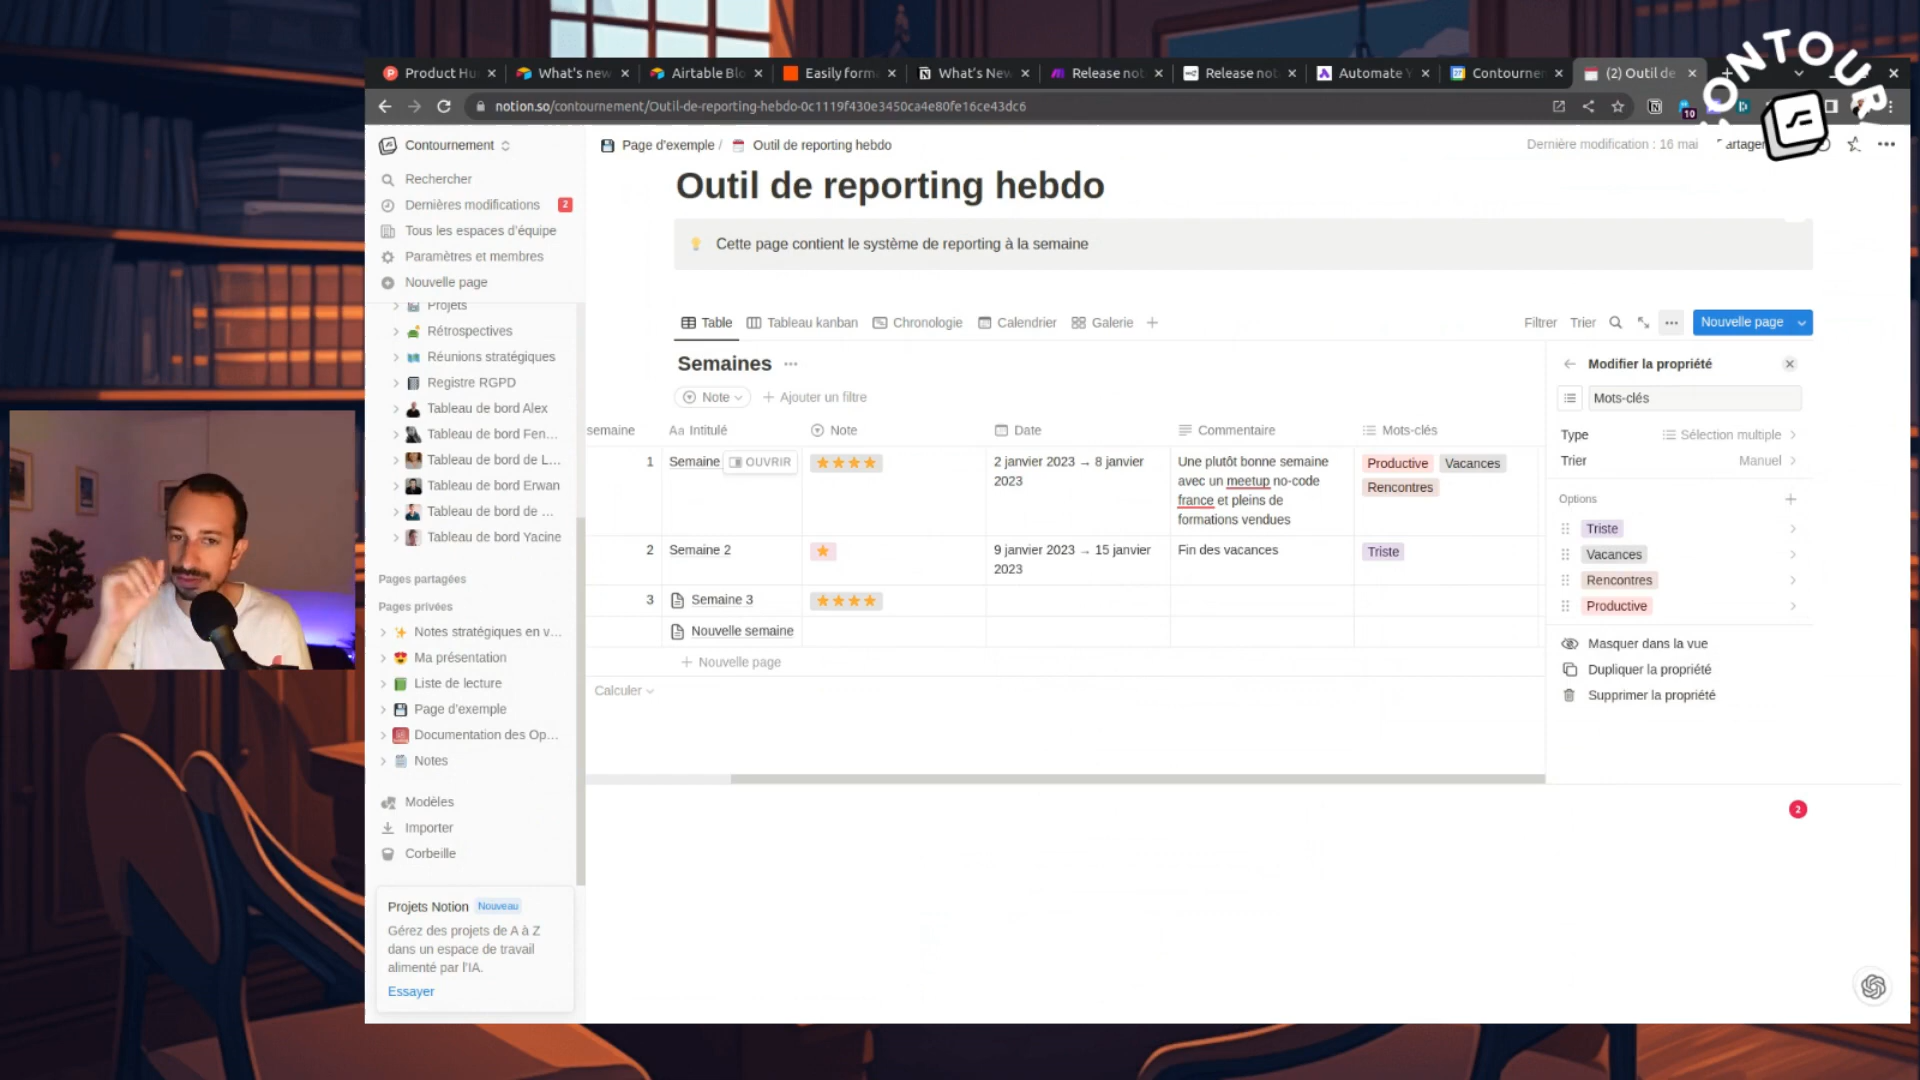 Product Hu
What's new
Airtable Blo
Easily form
What's New
Release not
Release not
Automate Y
Contournem
(2) Outil de
notion.so/contournement/Outil-de-reporting-hebdo-0c1119f430e3450ca4e80fe16ce43dc6
10
CONTOUR
Contournement
Page d'exemple / Outil de reporting hebdo
Dernière modification : 16 mai
artager
Rechercher
Dernières modifications 2
Tous les espaces d'équipe
Paramètres et membres
Nouvelle page
Projets
Rétrospectives
Réunions stratégiques
Registre RGPD
Tableau de bord Alex
Tableau de bord Fen...
Tableau de bord de L...
Tableau de bord Erwan
Tableau de bord de ...
Tableau de bord Yacine
Pages partagées
Pages privées
Notes stratégiques en v...
Ma présentation
Liste de lecture
Page d'exemple
Documentation des Op...
Notes
Modèles
Importer
Corbeille
Projets Notion Nouveau
Gérez des projets de A à Z
dans un espace de travail
alimenté par l'IA.
Essayer
Outil de reporting hebdo
Cette page contient le système de reporting à la semaine
Table Tableau kanban Chronologie Calendrier Galerie
Filtrer Trier Nouvelle page
Semaines
Note Ajouter un filtre
semaine Aa Intitulé Note Date Commentaire Mots-clés
1 Semaine OUVRIR 2 janvier 2023 → 8 janvier
2023
Une plutôt bonne semaine
avec un meetup no-code
france et pleins de
formations vendues
Productive Vacances
Rencontres
2 Semaine 2 9 janvier 2023 → 15 janvier
2023
Fin des vacances
Triste
3 Semaine 3
Nouvelle semaine
Nouvelle page
Calculer
Modifier la propriété
Mots-clés
Type Sélection multiple
Trier Manuel
Options
Triste
Vacances
Rencontres
Productive
Masquer dans la vue
Dupliquer la propriété
Supprimer la propriété
2